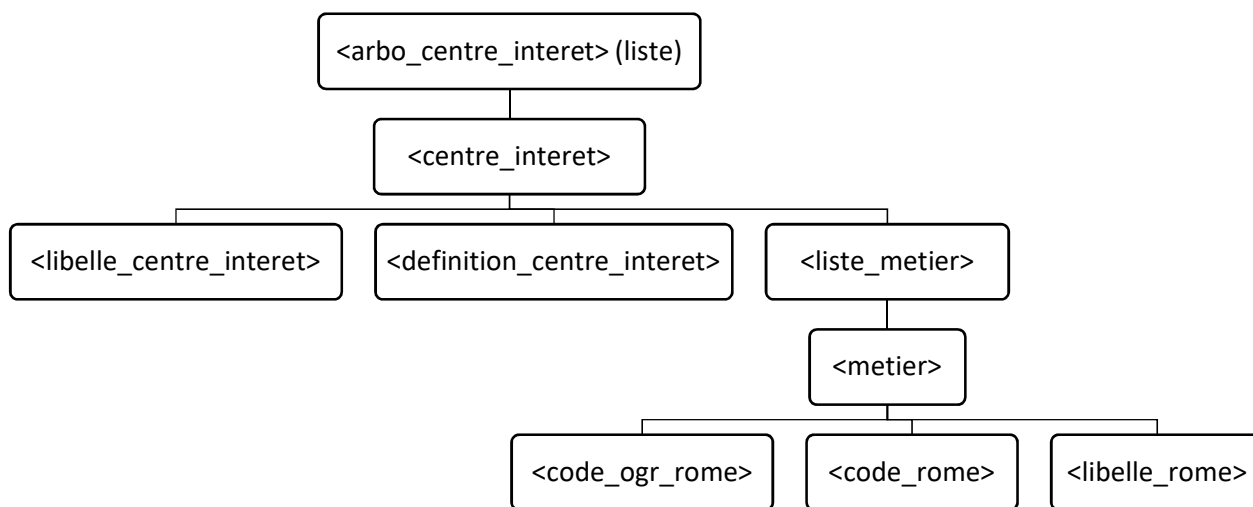 <arbo_centre_interet> (liste)
<centre_interet>
<libelle_centre_interet>
<definition_centre_interet>
<liste_metier>
<metier>
<code_ogr_rome>
<code_rome>
<libelle_rome>